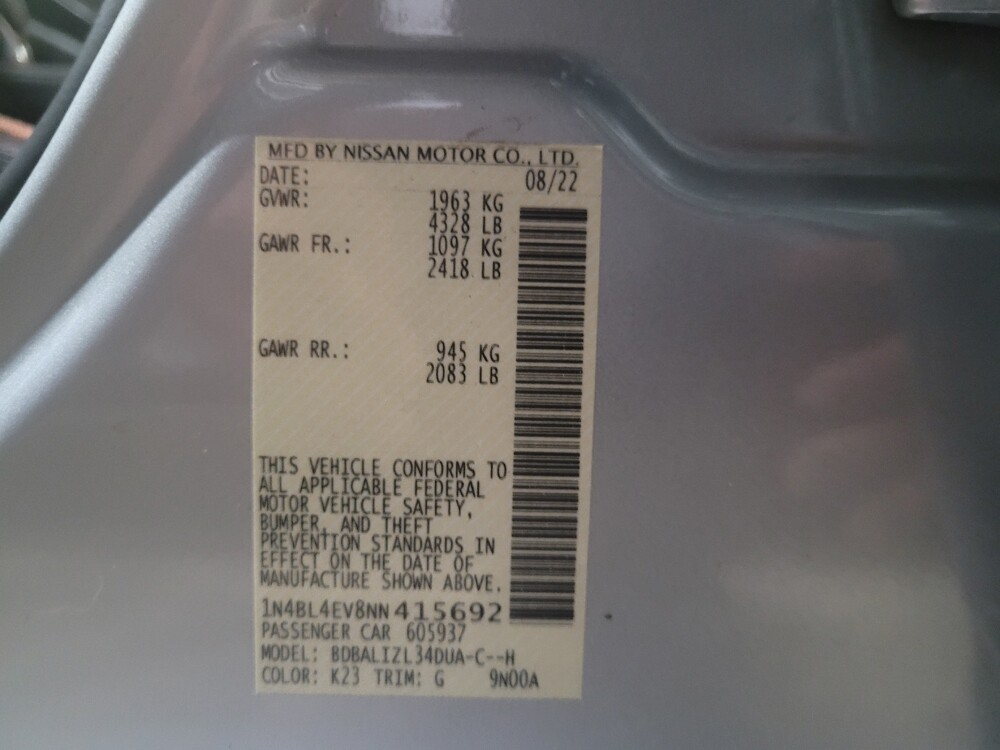 MFD BY NISSAN MOTOR CO., LTD.
DATE: 08/22
GVWR: 1963 KG
4328 LB
GAWR FR.: 1097 KG
2418 LB
GAWR RR.: 945 KG
2083 LB
THIS VEHICLE CONFORMS TO
ALL APPLICABLE FEDERAL
MOTOR VEHICLE SAFETY,
BUMPER, AND THEFT
PREVENTION STANDARDS IN
EFFECT ON THE DATE OF
MANUFACTURE SHOWN ABOVE.
1N4BL4EV8NN415692
PASSENGER CAR 605937
MODEL: BDBALIZL34DUA-C--H
COLOR: K23 TRIM: G 9N00A